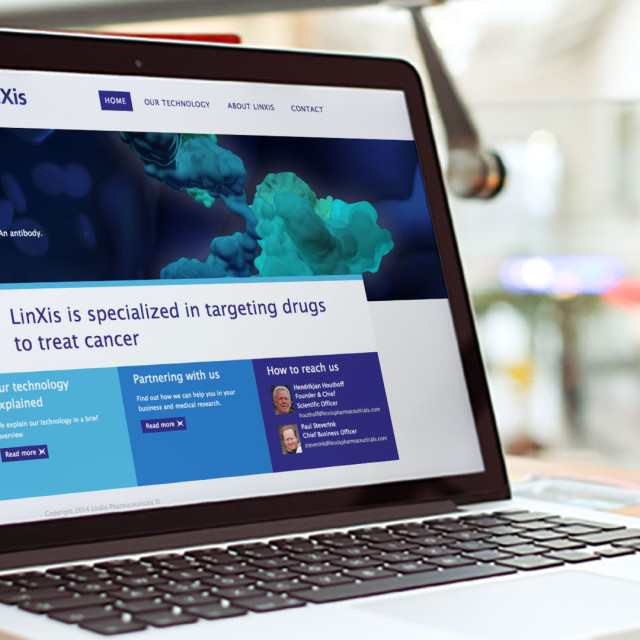 Xis
HOME OUR TECHNOLOGY ABOUT LINXIS CONTACT
An antibody.
LinXis is specialized in targeting drugs
to treat cancer
ur technology
xplained
e explain our technology in a brief
verview.
Read more
Partnering with us
Find out how we can help you in your
business and medical research.
Read more
How to reach us
Hendrikjan Houthoff
Founder & Chief
Scientific Officer
houthoff@linxispharmaceuticals.com
Paul Steverink
Chief Business Officer
steverink@linxispharmaceuticals.com
Copyright 2014 LinXis Pharmaceuticals ©